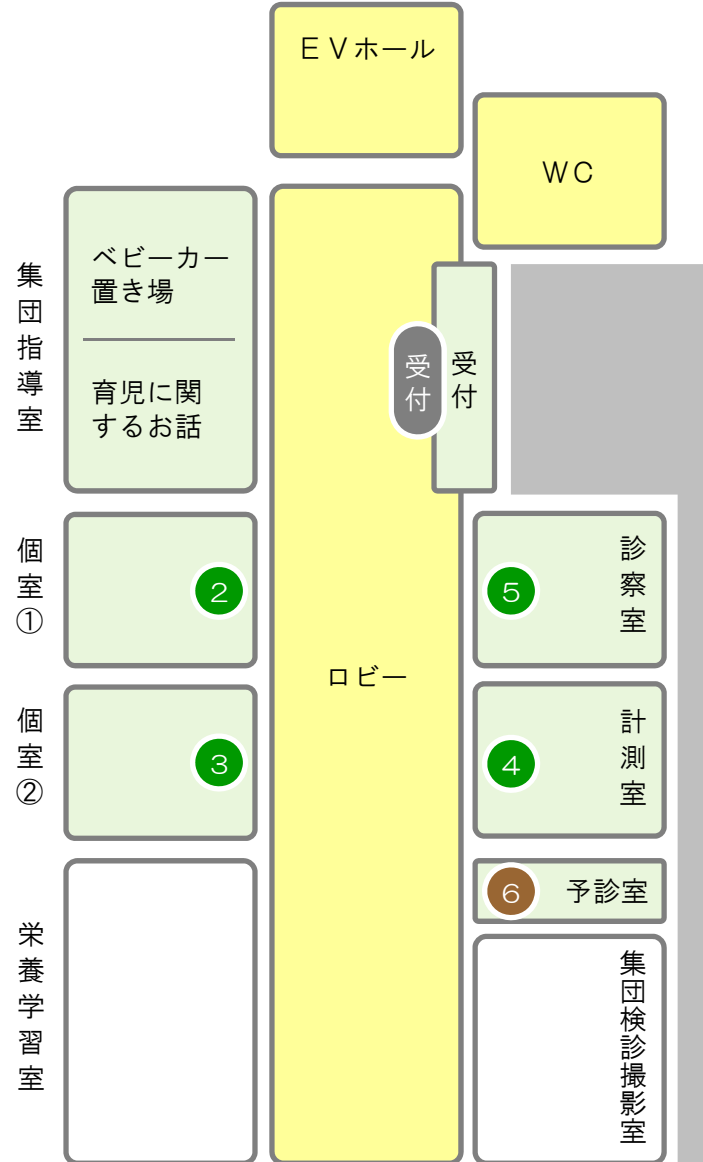 ＥＶホール
ＷＣ
集団指導室
ベビーカー
置き場
育児に関
するお話
受付
受付
個室①
２
５
診察室
ロビー
個室②
３
４
計測室
６
予診室
栄養学習室
集団検診撮影室